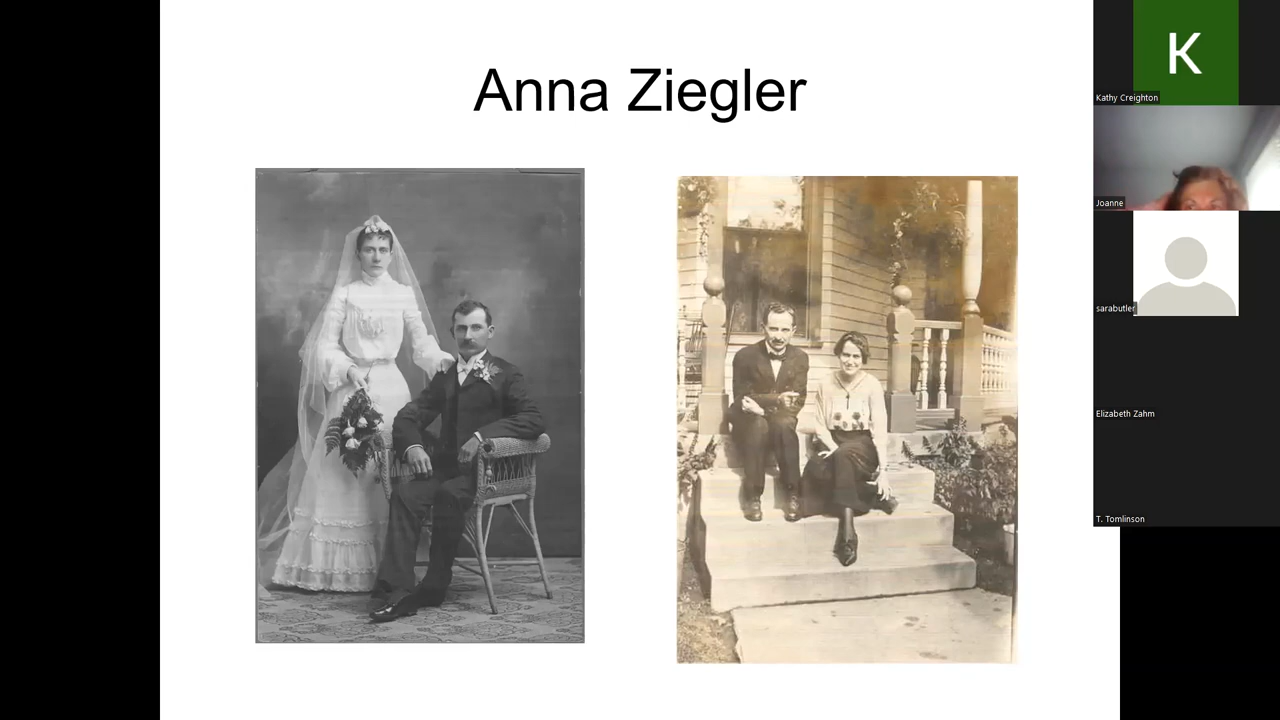 Anna Ziegler
K
Kathy Creighton
Joanne
sarabutler
Elizabeth Zahm
T. Tomlinson